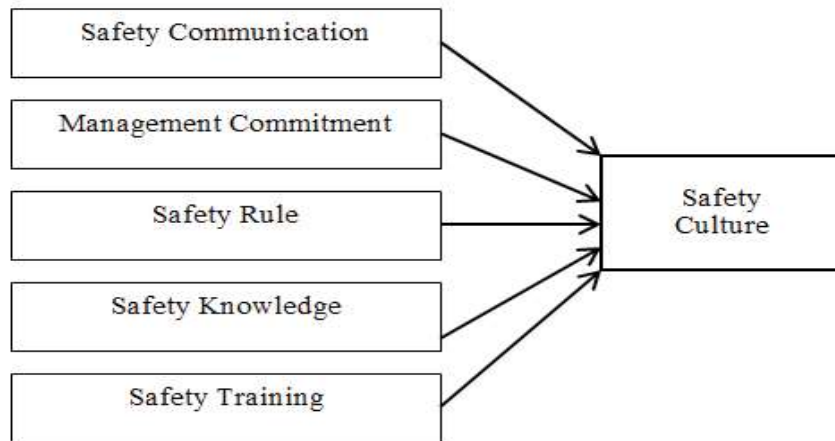 Safety Communication
Management Commitment
Safety Rule
Safety Knowledge
Safety Training
Safety
Culture